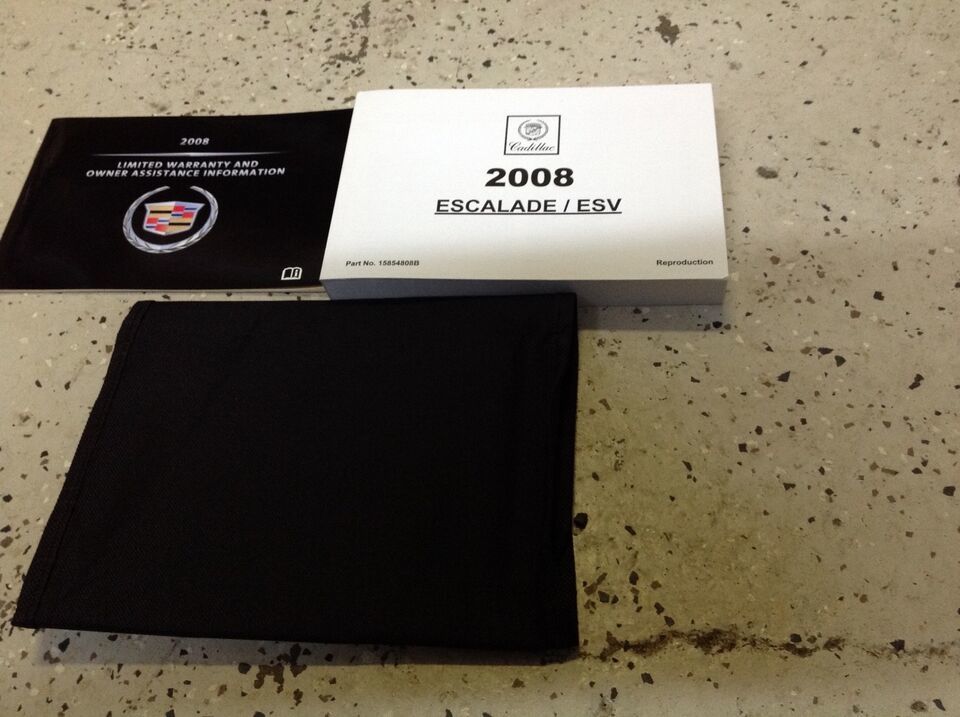 2008
LIMITED WARRANTY AND
OWNER ASSISTANCE INFORMATION
Cadillac
2008
ESCALADE / ESV
Part No. 15854808B
Reproduction